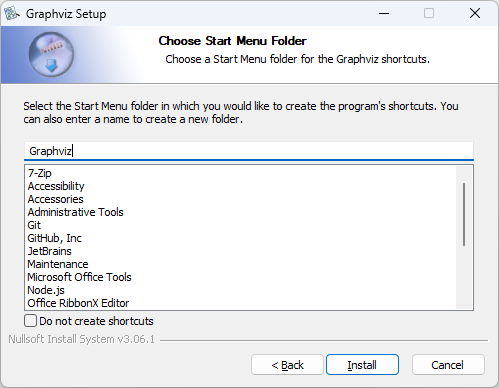 Graphviz Setup
Choose Start Menu Folder
Choose a Start Menu folder for the Graphviz shortcuts.
Select the Start Menu folder in which you would like to create the program's shortcuts. You
can also enter a name to create a new folder.
Graphviz
7-Zip
Accessibility
Accessories
Administrative Tools
Git
GitHub, Inc
JetBrains
Maintenance
Microsoft Office Tools
Node.js
Office RibbonX Editor
Do not create shortcuts
Nullsoft Install System v3.06.1
< Back
Install
Cancel